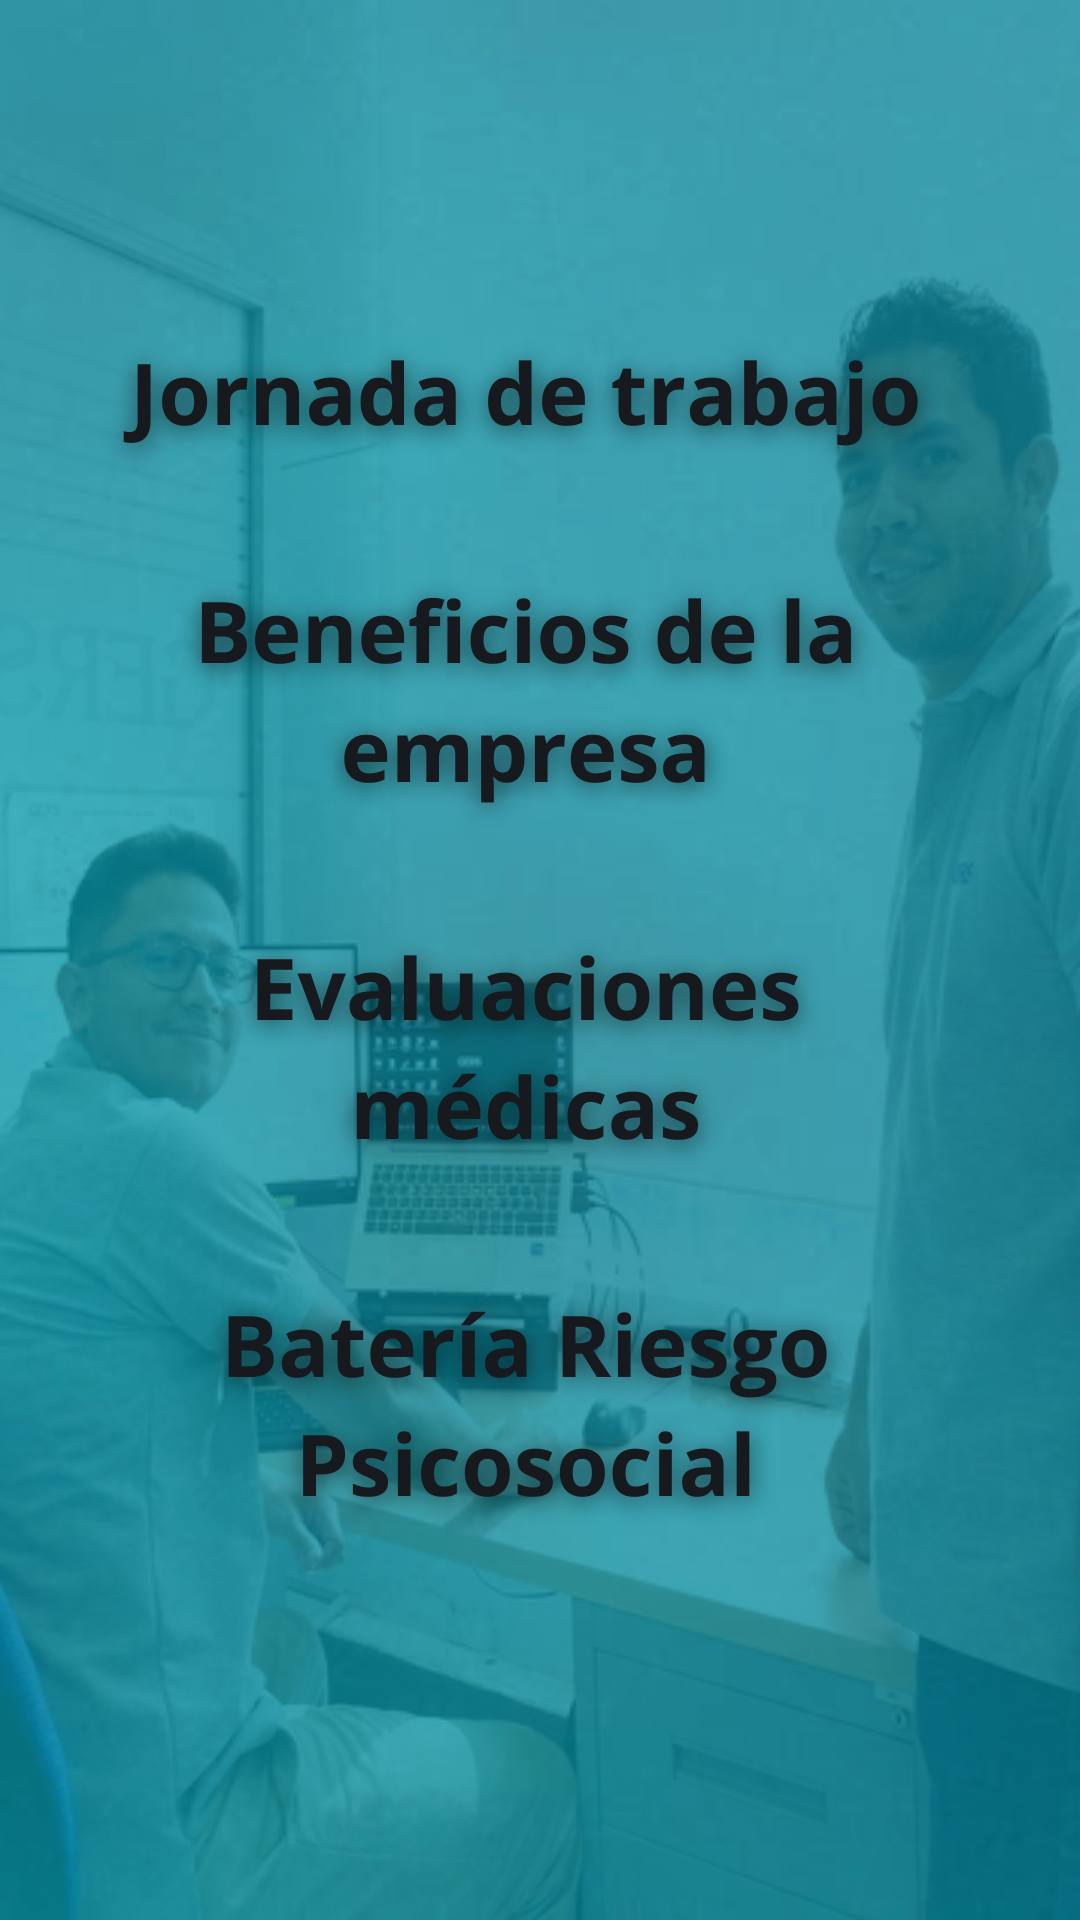 Jornada de trabajo
Beneficios de la
empresa
Evaluaciones
médicas
Batería Riesgo
Psicosocial